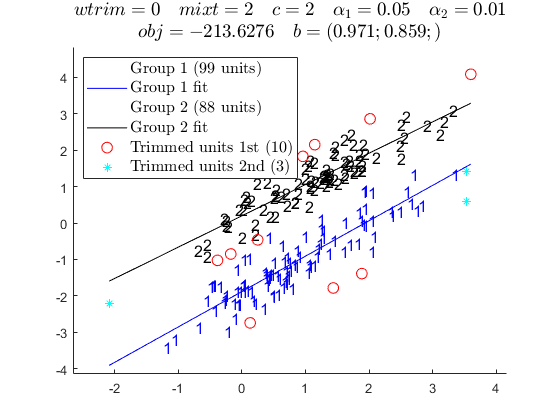 wtrim = 0 mixt = 2 c = 2 α₁ = 0.05 α₂ = 0.01
obj = −213.6276 b = (0.971; 0.859; )
Group 1 (99 units)
Group 1 fit
Group 2 (88 units)
Group 2 fit
Trimmed units 1st (10)
Trimmed units 2nd (3)
4
3
2
1
0
-1
-2
-3
-4
-2 -1 0 1 2 3 4